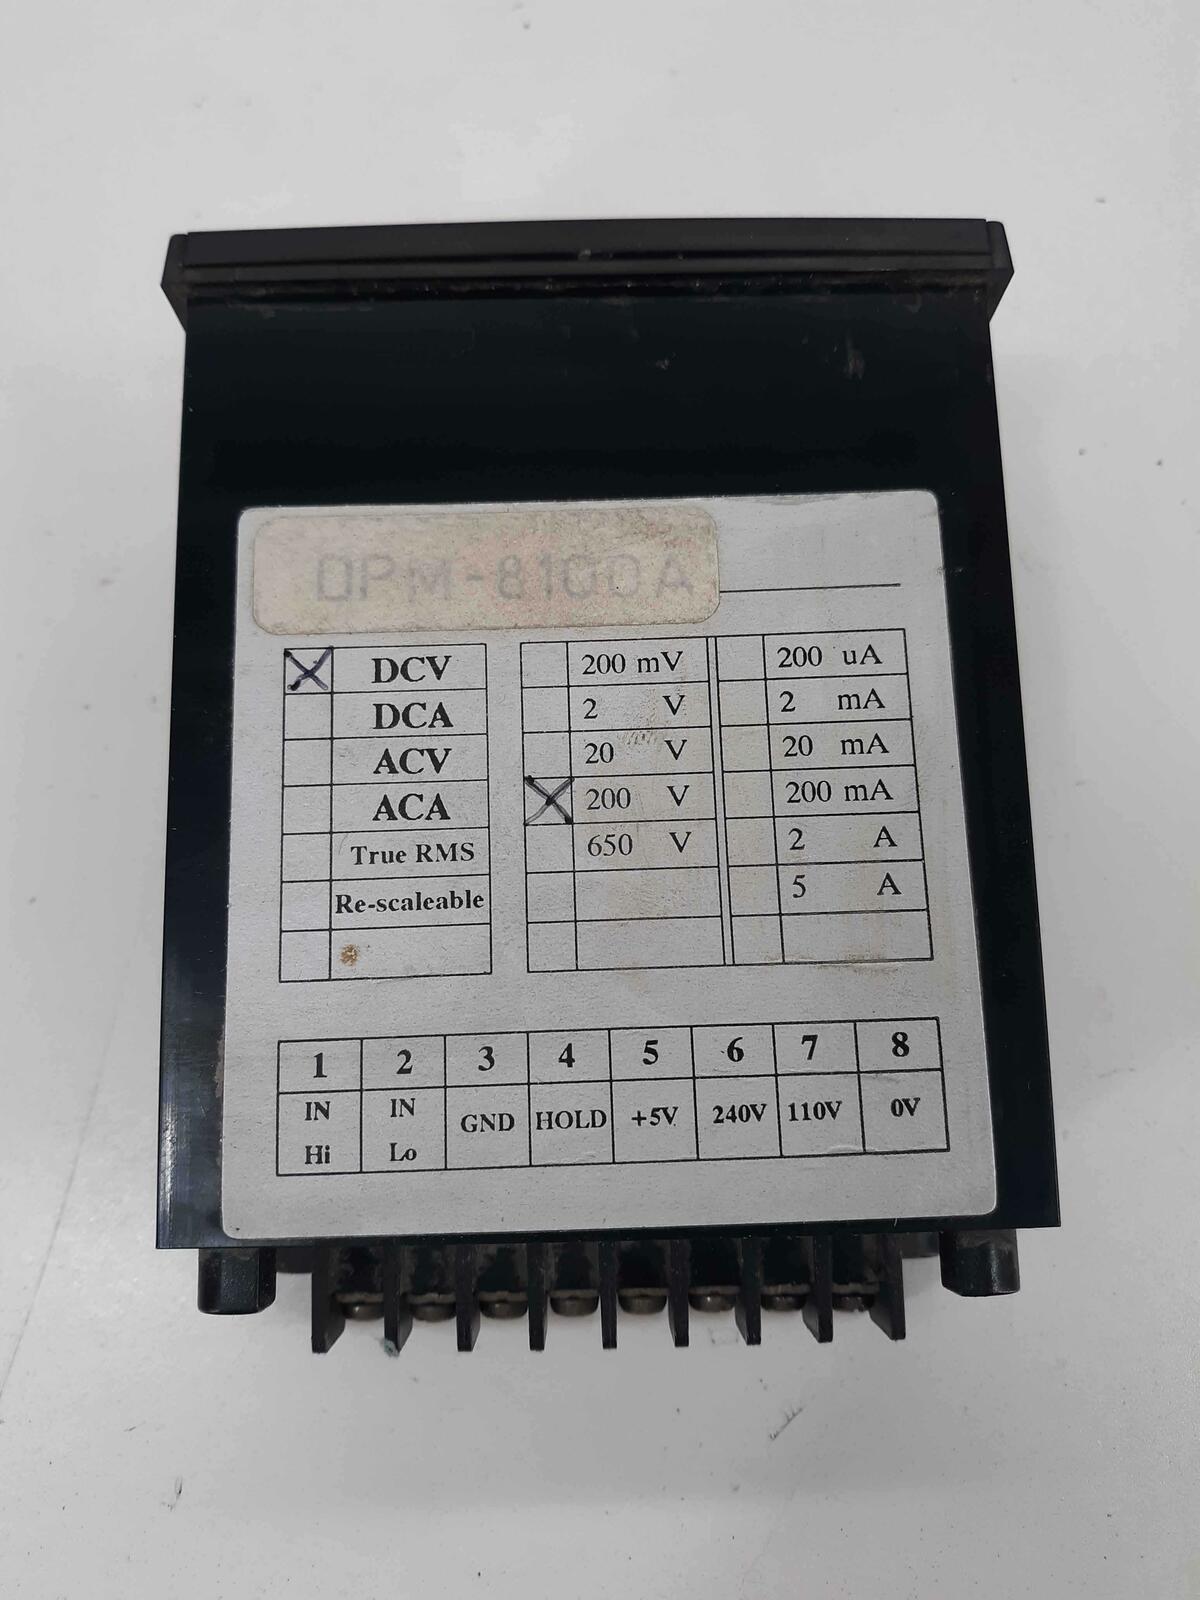 DPM-8100A
X DCV
DCA
ACV
ACA
True RMS
Re-scaleable
200 mV
2 V
20 V
X 200 V
650 V
200 uA
2 mA
20 mA
200 mA
2 A
5 A
1 2 3 4 5 6 7 8
IN Hi
IN Lo
GND
HOLD
+5V
240V
110V
0V